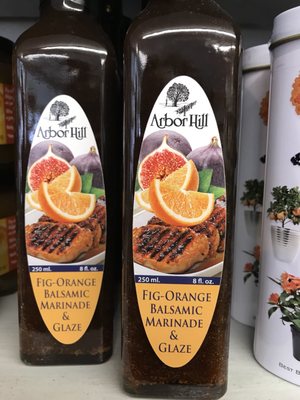 Arbor Hill
250 ml.
8 fl. oz.
FIG-ORANGE
BALSAMIC
MARINADE
&
GLAZE
Arbor Hill
250 ml.
8 fl. oz.
FIG-ORANGE
BALSAMIC
MARINADE
& GLAZE
BEST B